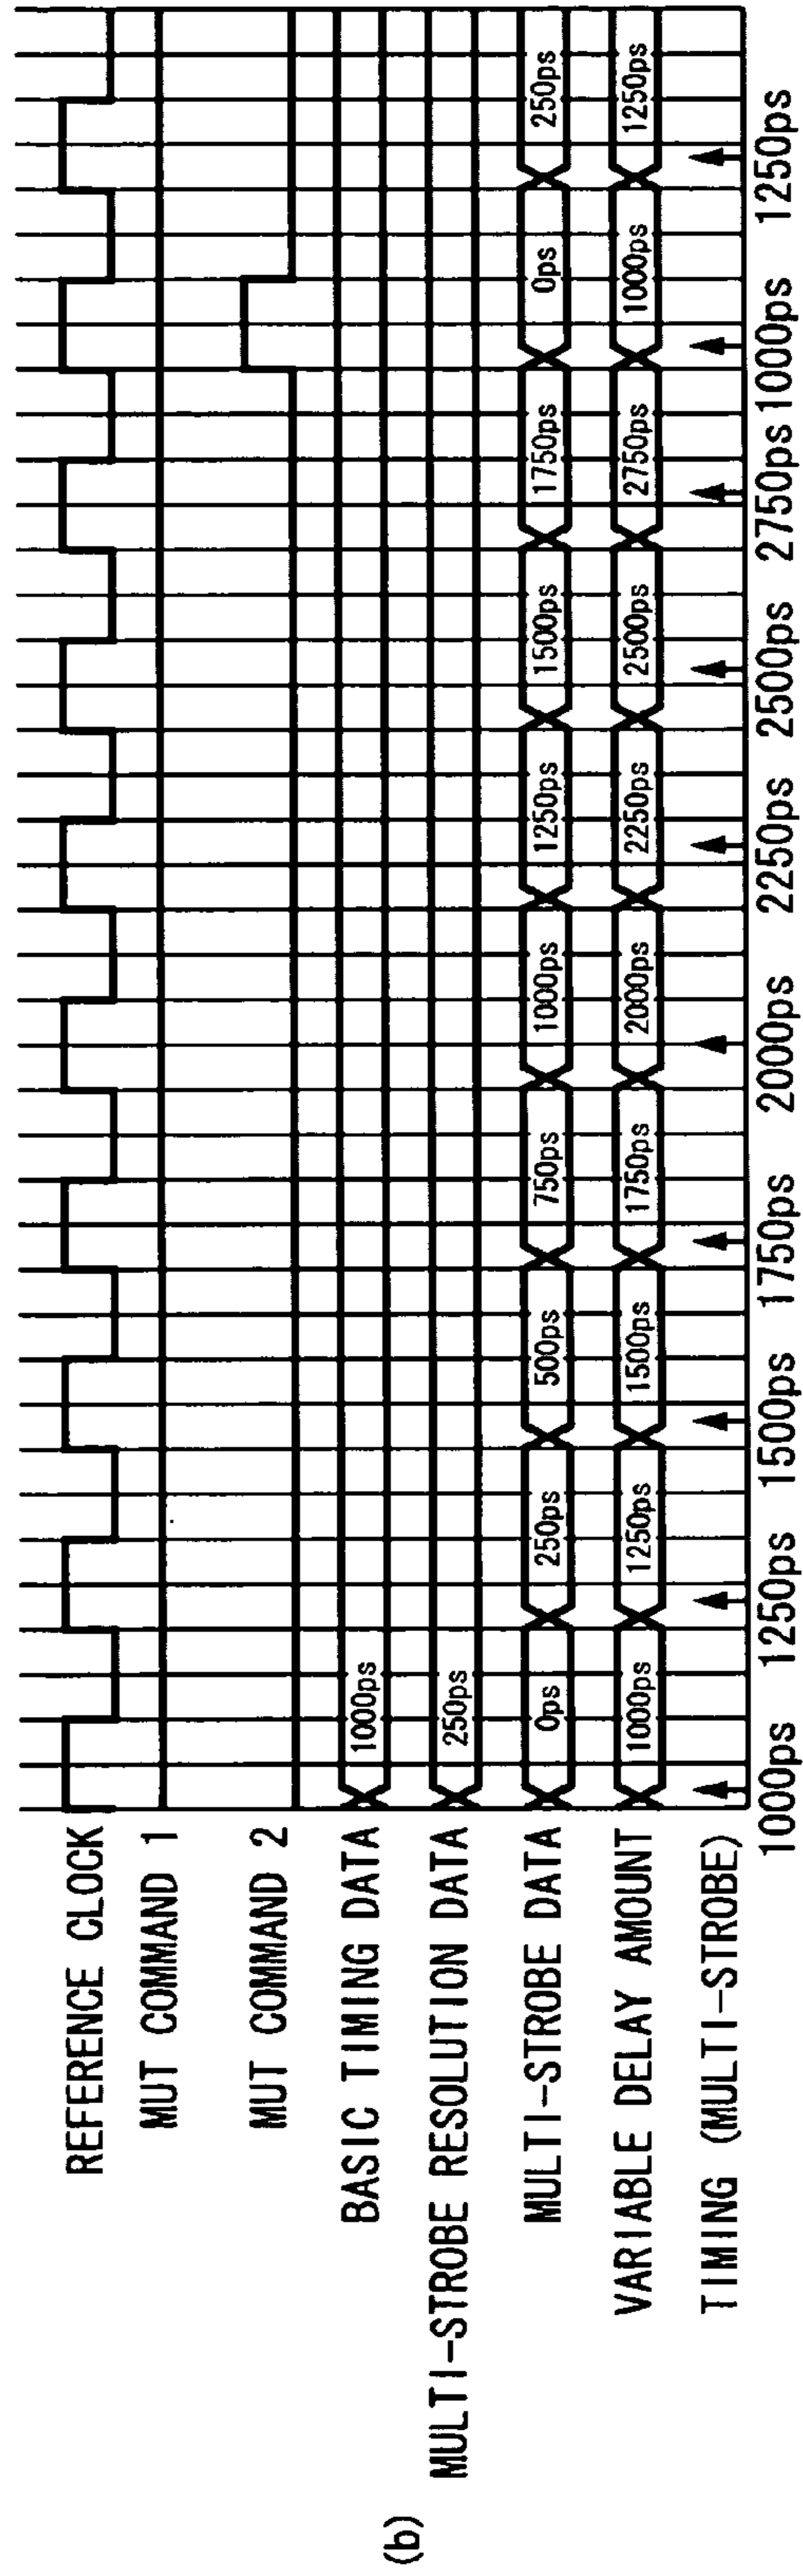 (b)
REFERENCE CLOCK
MUT COMMAND 1
MUT COMMAND 2
BASIC TIMING DATA 1000ps
MULTI-STROBE RESOLUTION DATA 250ps
MULTI-STROBE DATA 0ps 250ps 500ps 750ps 1000ps 1250ps 1500ps 1750ps 0ps 250ps
VARIABLE DELAY AMOUNT 1000ps 1250ps 1500ps 1750ps 2000ps 2250ps 2500ps 2750ps 1000ps 1250ps
TIMING (MULTI-STROBE)
1000ps 1250ps 1500ps 1750ps 2000ps 2250ps 2500ps 2750ps 1000ps 1250ps